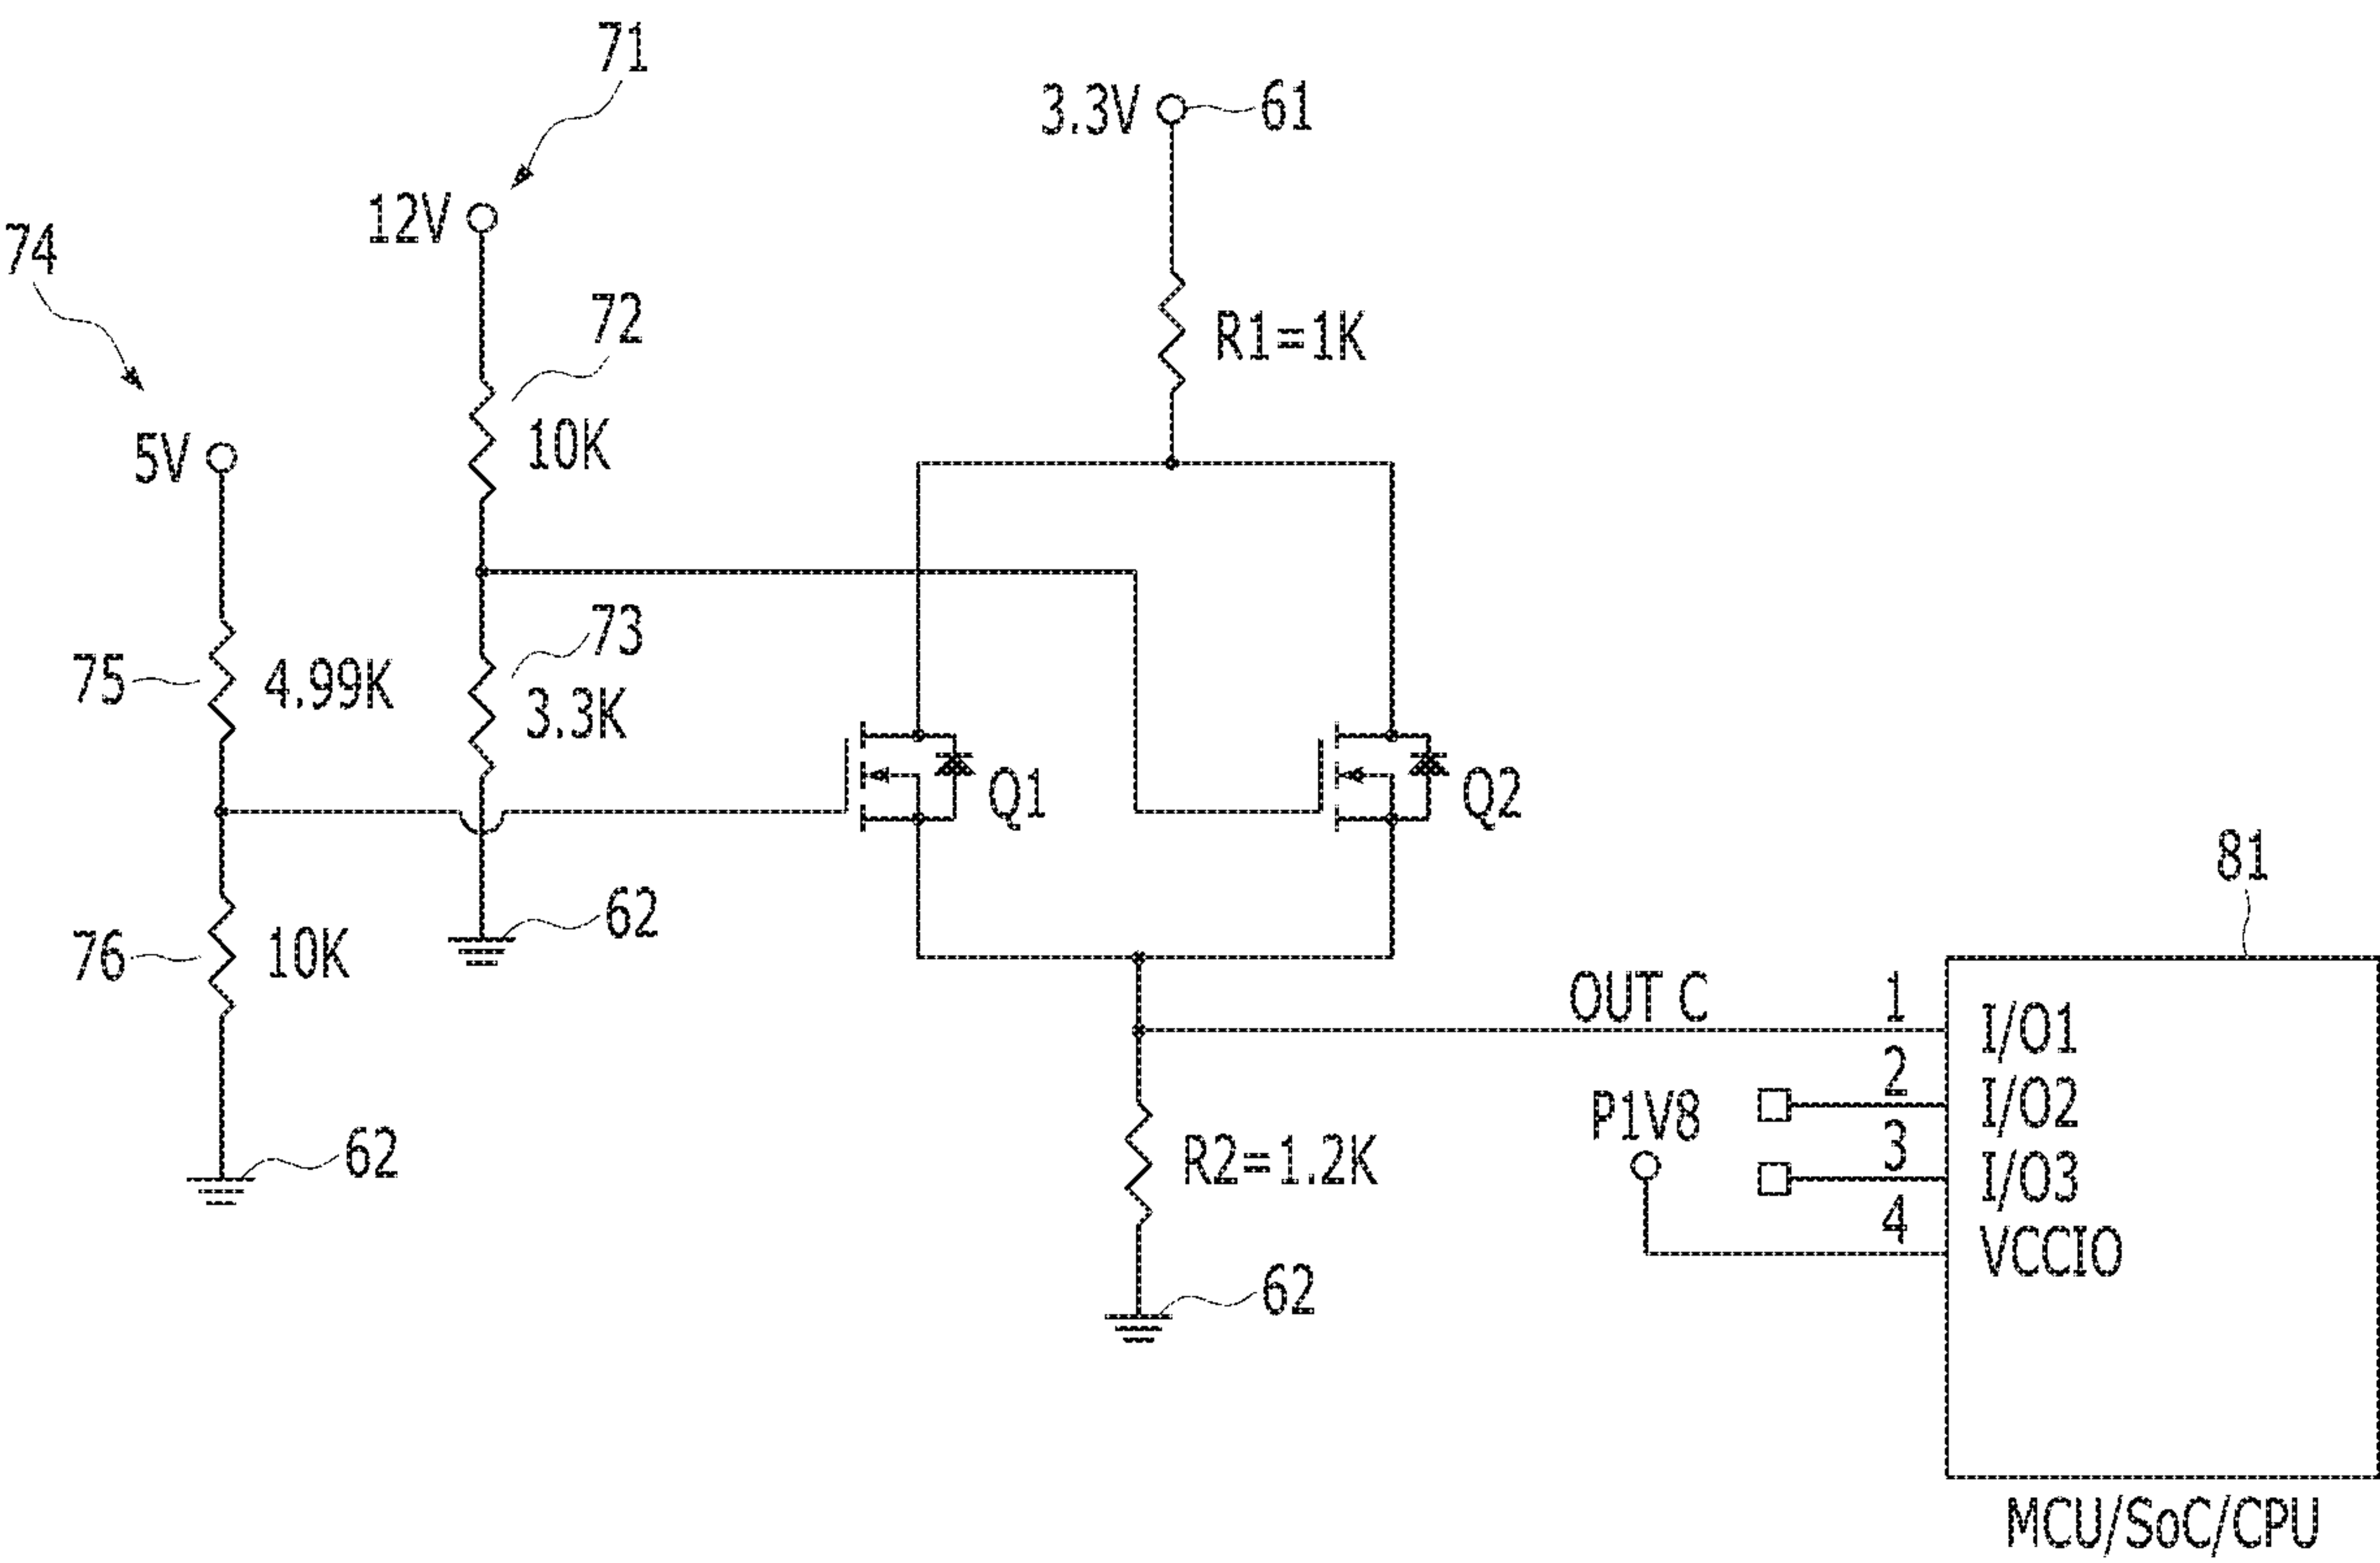 71
3.3V
61
12V
74
72
R1=1K
10K
5V
73
75
4.99K
3.3K
Q1
Q2
81
62
76
10K
OUT C
1
I/O1
2
P1V8
I/O2
62
R2=1.2K
3
I/O3
4
VCCIO
62
MCU/SoC/CPU